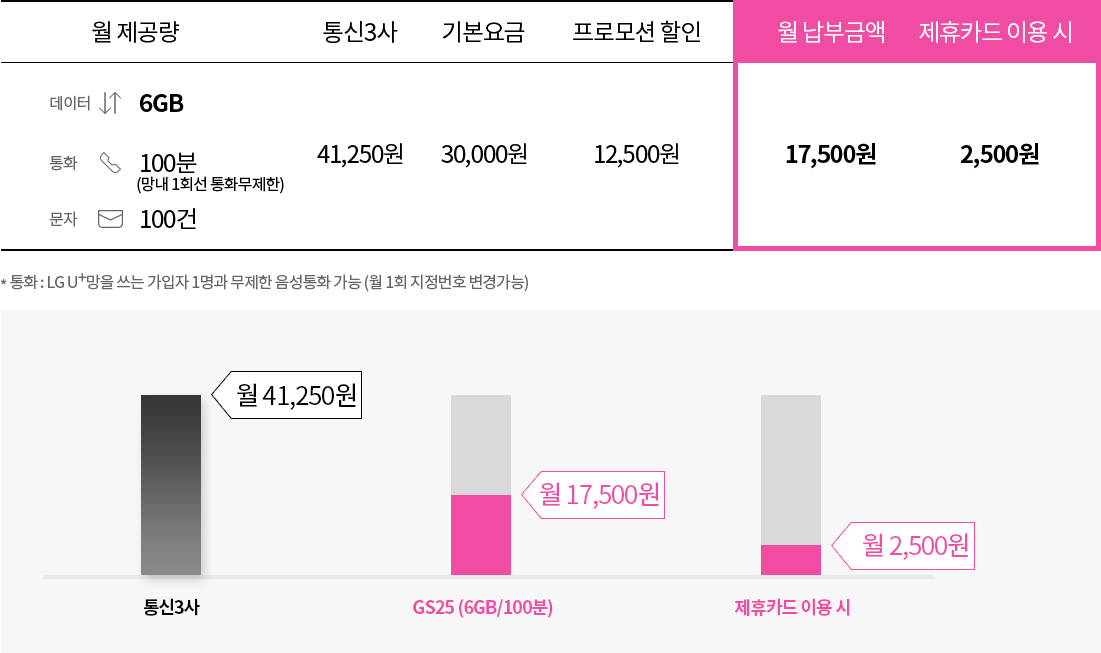 월 제공량 통신3사 기본요금 프로모션 할인 월 납부금액 제휴카드 이용 시
데이터 6GB
통화 100분
(망내 1회선 통화무제한)
문자 100건
41,250원 30,000원 12,500원 17,500원 2,500원
* 통화 : LG U+망을 쓰는 가입자 1명과 무제한 음성통화 가능 (월 1회 지정번호 변경가능)
월 41,250원
월 17,500원
월 2,500원
통신3사 GS25 (6GB/100분) 제휴카드 이용 시